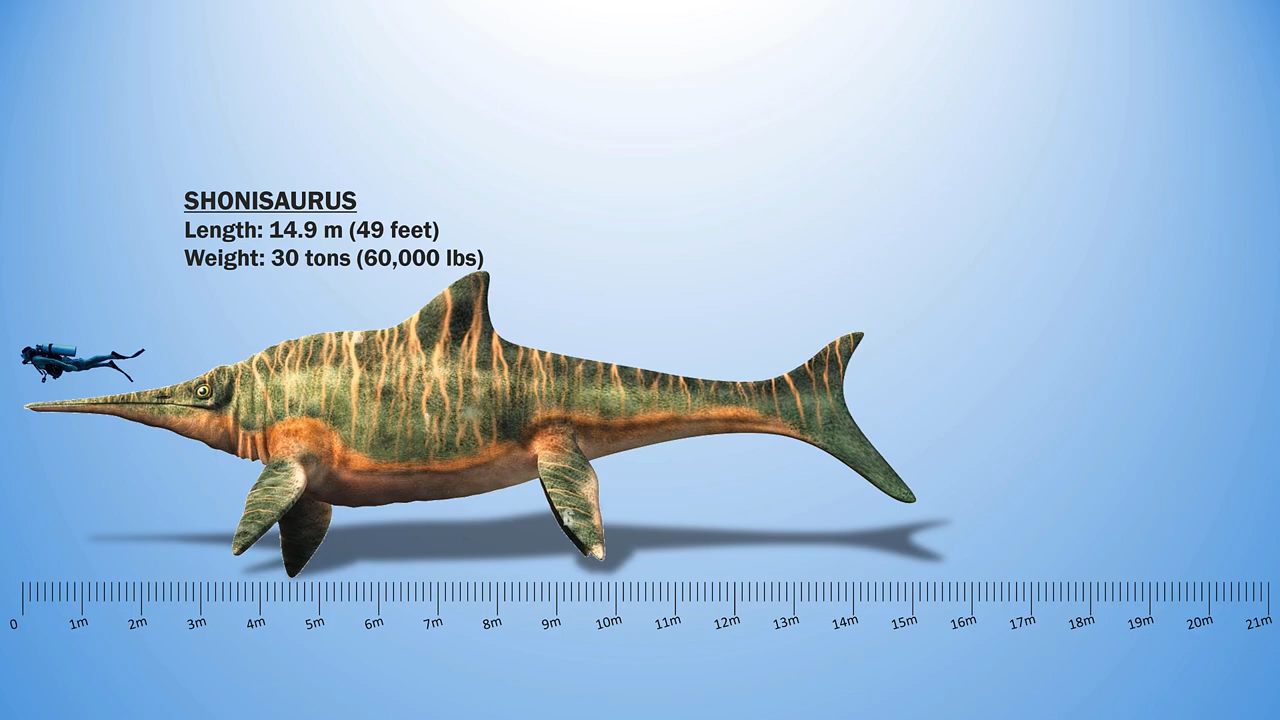 SHONISAURUS
Length: 14.9 m (49 feet)
Weight: 30 tons (60,000 lbs)
0 1m 2m 3m 4m 5m 6m 7m 8m 9m 10m 11m 12m 13m 14m 15m 16m 17m 18m 19m 20m 21m